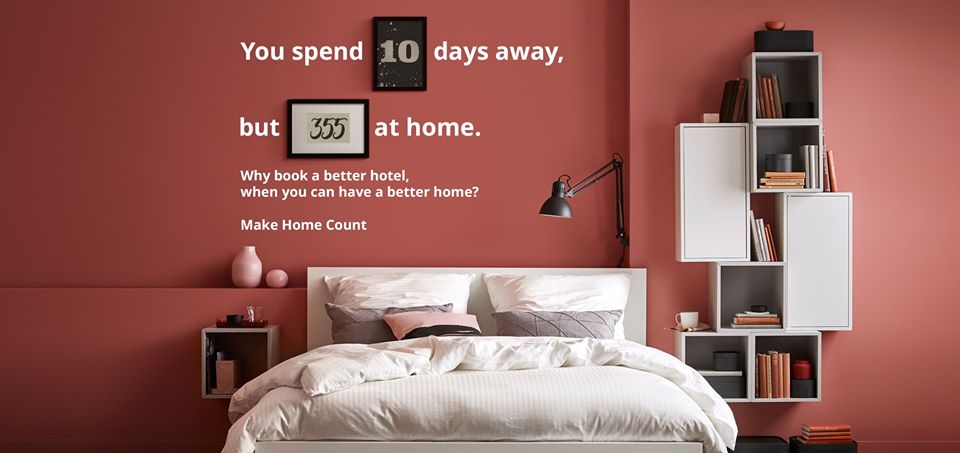 You spend 10 days away,
but 355 at home.
Why book a better hotel,
when you can have a better home?
Make Home Count